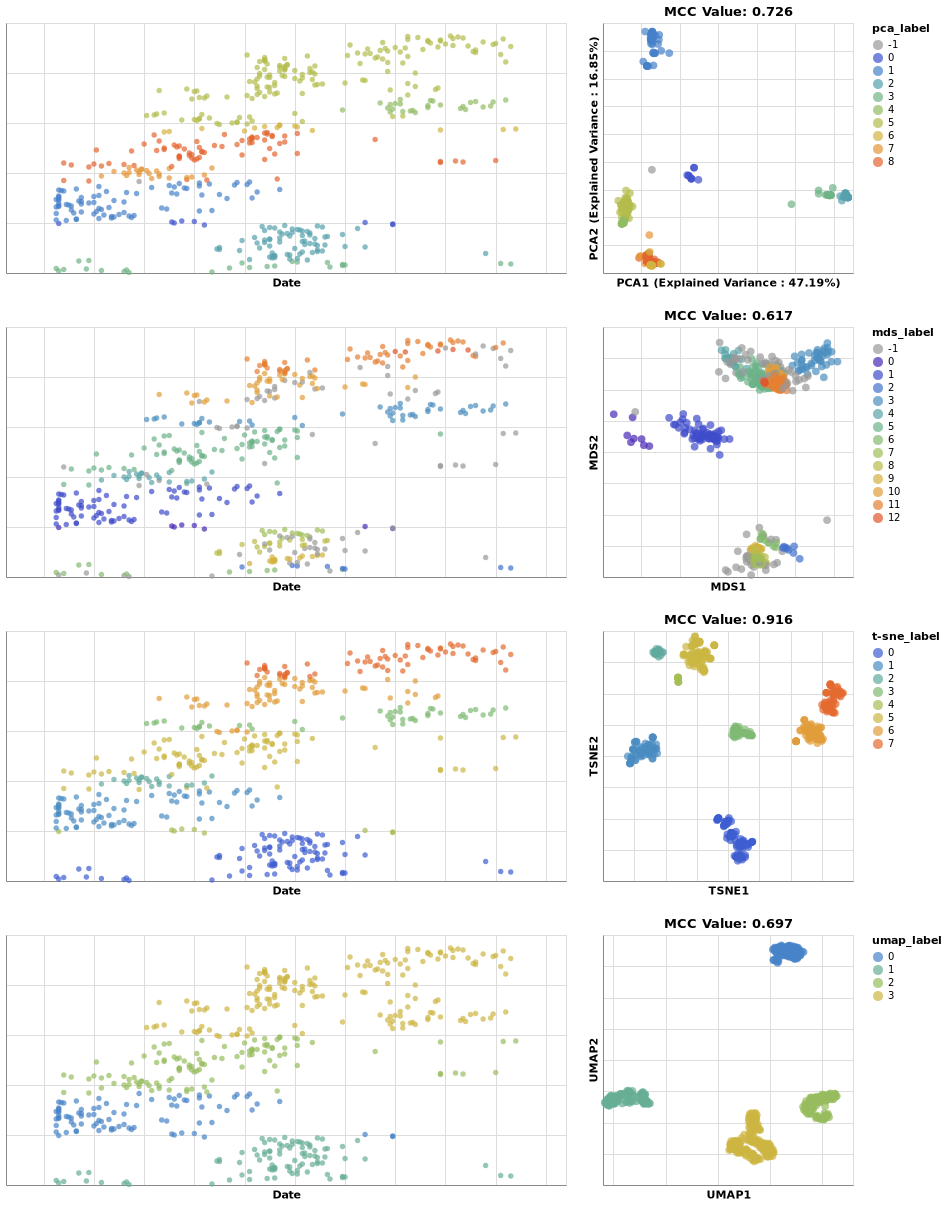 MCC Value: 0.726
pca_label
-1
0
1
2
3
4
5
6
7
8
PCA2 (Explained Variance : 16.85%)
Date
PCA1 (Explained Variance : 47.19%)
MCC Value: 0.617
mds_label
-1
0
1
2
3
4
5
6
7
8
9
10
11
12
MDS2
Date
MDS1
MCC Value: 0.916
t-sne_label
0
1
2
3
4
5
6
7
TSNE2
Date
TSNE1
MCC Value: 0.697
umap_label
0
1
2
3
UMAP2
Date
UMAP1